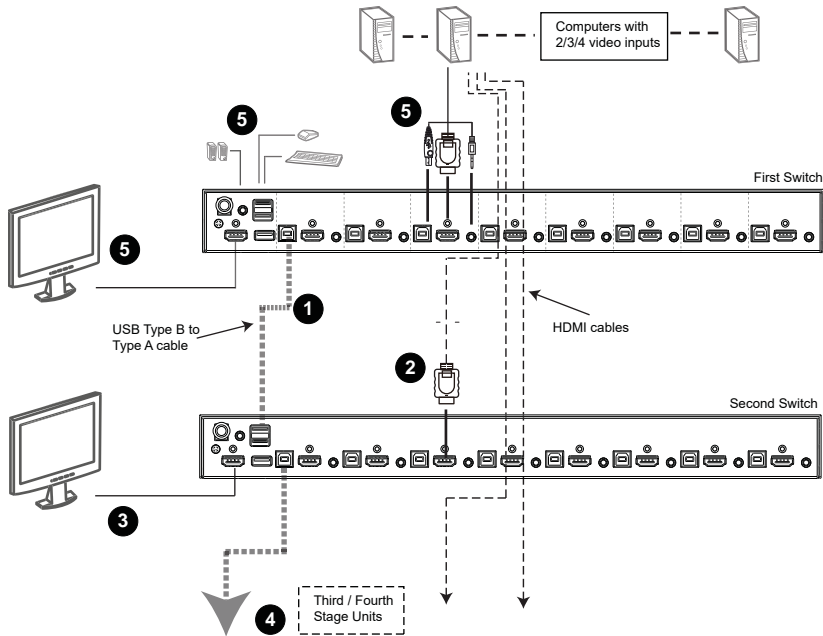 Computers with
2/3/4 video inputs
5
5
First Switch
5
1
USB Type B to
Type A cable
HDMI cables
2
Second Switch
3
4
Third / Fourth
Stage Units